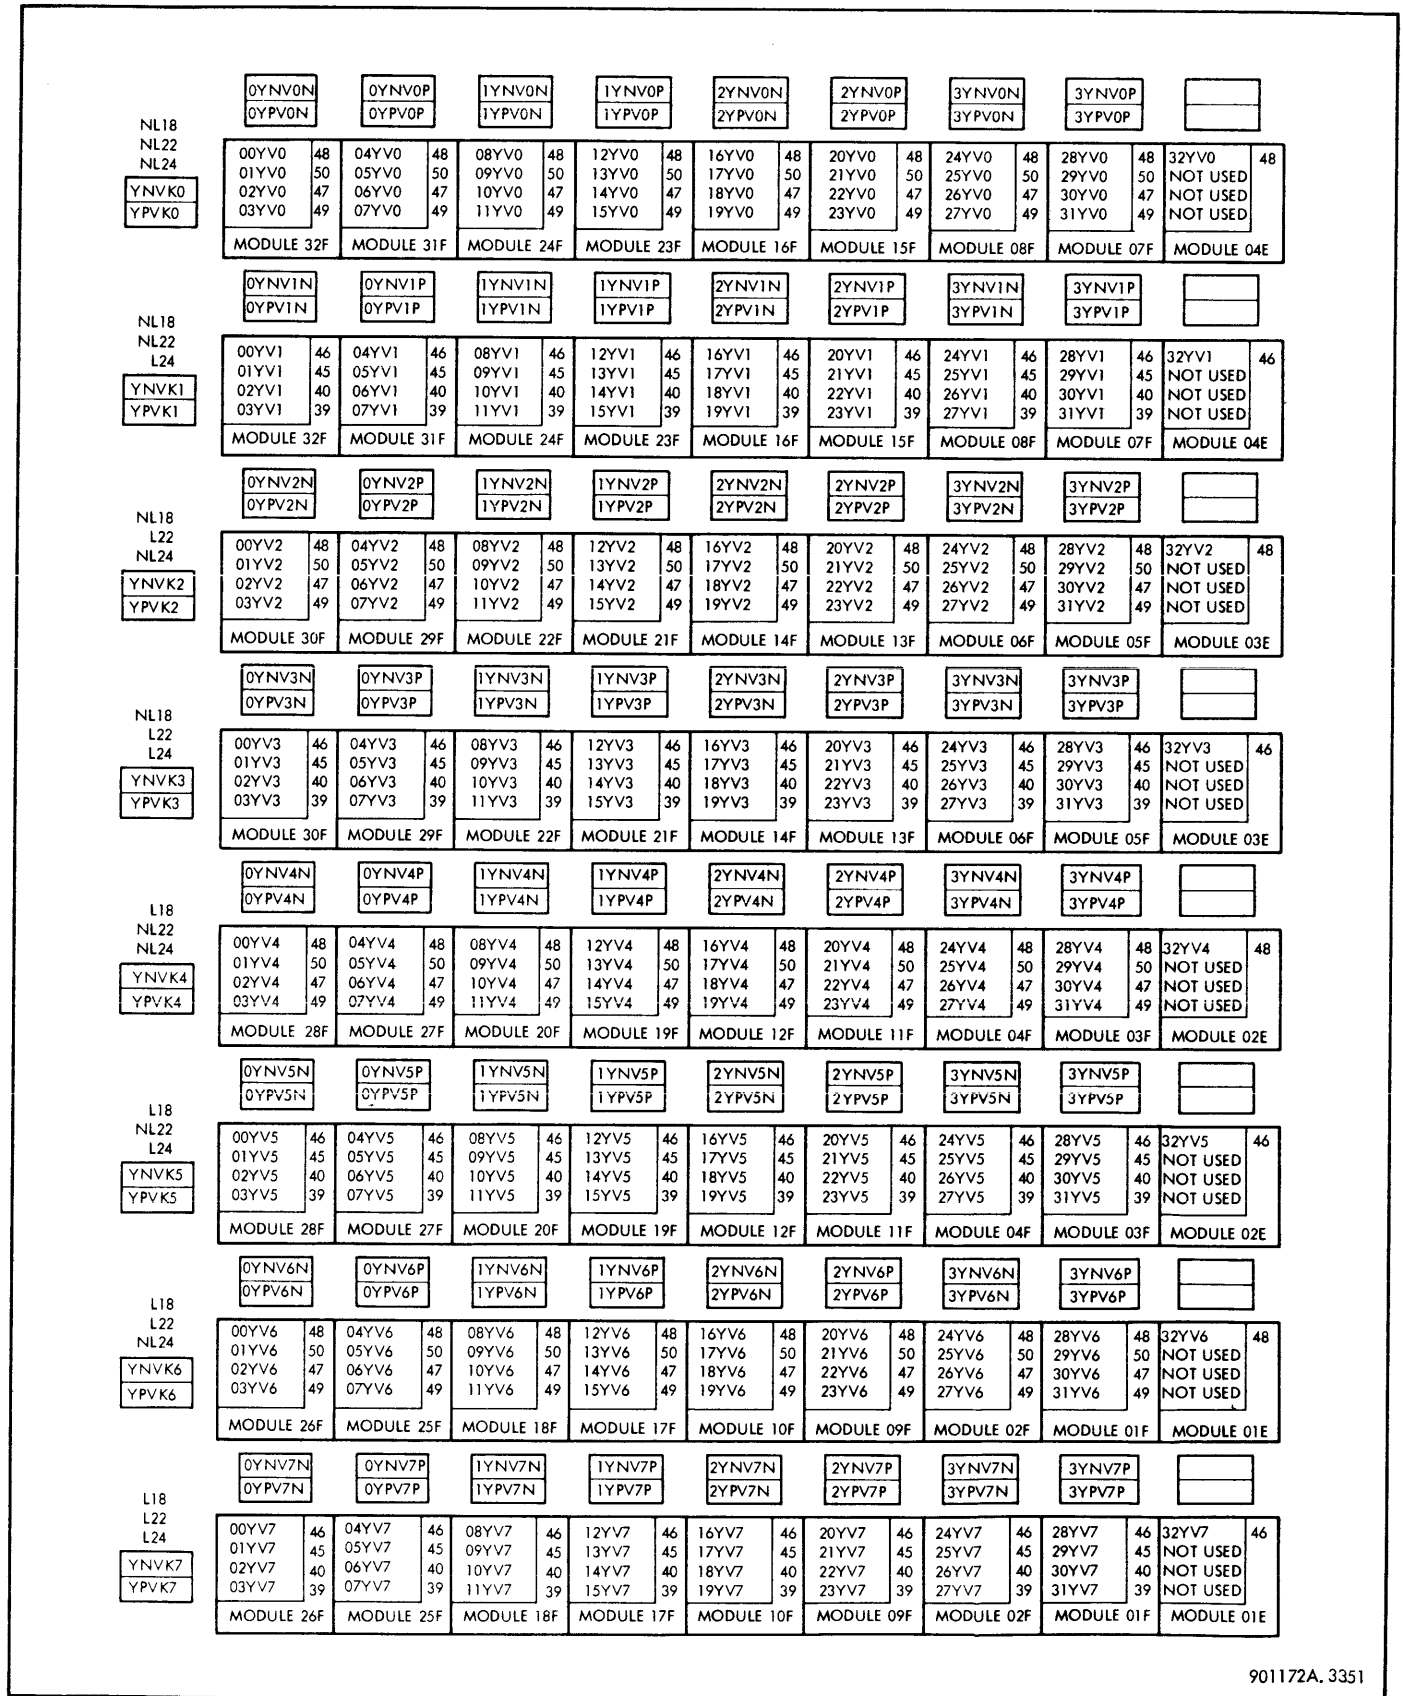 0YNV0N 0YNV0P 1YNV0N 1YNV0P 2YNV0N 2YNV0P 3YNV0N 3YNV0P
0YPV0N 0YPV0P 1YPV0N 1YPV0P 2YPV0N 2YPV0P 3YPV0N 3YPV0P
NL18
NL22
NL24
YNVK0
YPVK0
00YV0 48 04YV0 48 08YV0 48 12YV0 48 16YV0 48 20YV0 48 24YV0 48 28YV0 48 32YV0 48
01YV0 50 05YV0 50 09YV0 50 13YV0 50 17YV0 50 21YV0 50 25YV0 50 29YV0 50 NOT USED
02YV0 47 06YV0 47 10YV0 47 14YV0 47 18YV0 47 22YV0 47 26YV0 47 30YV0 47 NOT USED
03YV0 49 07YV0 49 11YV0 49 15YV0 49 19YV0 49 23YV0 49 27YV0 49 31YV0 49 NOT USED
MODULE 32F MODULE 31F MODULE 24F MODULE 23F MODULE 16F MODULE 15F MODULE 08F MODULE 07F MODULE 04E
0YNV1N 0YNV1P 1YNV1N 1YNV1P 2YNV1N 2YNV1P 3YNV1N 3YNV1P
0YPV1N 0YPV1P 1YPV1N 1YPV1P 2YPV1N 2YPV1P 3YPV1N 3YPV1P
NL18
NL22
L24
YNVK1
YPVK1
00YV1 46 04YV1 46 08YV1 46 12YV1 46 16YV1 46 20YV1 46 24YV1 46 28YV1 46 32YV1 46
01YV1 45 05YV1 45 09YV1 45 13YV1 45 17YV1 45 21YV1 45 25YV1 45 29YV1 45 NOT USED
02YV1 40 06YV1 40 10YV1 40 14YV1 40 18YV1 40 22YV1 40 26YV1 40 30YV1 40 NOT USED
03YV1 39 07YV1 39 11YV1 39 15YV1 39 19YV1 39 23YV1 39 27YV1 39 31YV1 39 NOT USED
MODULE 32F MODULE 31F MODULE 24F MODULE 23F MODULE 16F MODULE 15F MODULE 08F MODULE 07F MODULE 04E
0YNV2N 0YNV2P 1YNV2N 1YNV2P 2YNV2N 2YNV2P 3YNV2N 3YNV2P
0YPV2N 0YPV2P 1YPV2N 1YPV2P 2YPV2N 2YPV2P 3YPV2N 3YPV2P
NL18
L22
NL24
YNVK2
YPVK2
00YV2 48 04YV2 48 08YV2 48 12YV2 48 16YV2 48 20YV2 48 24YV2 48 28YV2 48 32YV2 48
01YV2 50 05YV2 50 09YV2 50 13YV2 50 17YV2 50 21YV2 50 25YV2 50 29YV2 50 NOT USED
02YV2 47 06YV2 47 10YV2 47 14YV2 47 18YV2 47 22YV2 47 26YV2 47 30YV2 47 NOT USED
03YV2 49 07YV2 49 11YV2 49 15YV2 49 19YV2 49 23YV2 49 27YV2 49 31YV2 49 NOT USED
MODULE 30F MODULE 29F MODULE 22F MODULE 21F MODULE 14F MODULE 13F MODULE 06F MODULE 05F MODULE 03E
0YNV3N 0YNV3P 1YNV3N 1YNV3P 2YNV3N 2YNV3P 3YNV3N 3YNV3P
0YPV3N 0YPV3P 1YPV3N 1YPV3P 2YPV3N 2YPV3P 3YPV3N 3YPV3P
NL18
L22
L24
YNVK3
YPVK3
00YV3 46 04YV3 46 08YV3 46 12YV3 46 16YV3 46 20YV3 46 24YV3 46 28YV3 46 32YV3 46
01YV3 45 05YV3 45 09YV3 45 13YV3 45 17YV3 45 21YV3 45 25YV3 45 29YV3 45 NOT USED
02YV3 40 06YV3 40 10YV3 40 14YV3 40 18YV3 40 22YV3 40 26YV3 40 30YV3 40 NOT USED
03YV3 39 07YV3 39 11YV3 39 15YV3 39 19YV3 39 23YV3 39 27YV3 39 31YV3 39 NOT USED
MODULE 30F MODULE 29F MODULE 22F MODULE 21F MODULE 14F MODULE 13F MODULE 06F MODULE 05F MODULE 03E
0YNV4N 0YNV4P 1YNV4N 1YNV4P 2YNV4N 2YNV4P 3YNV4N 3YNV4P
0YPV4N 0YPV4P 1YPV4N 1YPV4P 2YPV4N 2YPV4P 3YPV4N 3YPV4P
L18
NL22
NL24
YNVK4
YPVK4
00YV4 48 04YV4 48 08YV4 48 12YV4 48 16YV4 48 20YV4 48 24YV4 48 28YV4 48 32YV4 48
01YV4 50 05YV4 50 09YV4 50 13YV4 50 17YV4 50 21YV4 50 25YV4 50 29YV4 50 NOT USED
02YV4 47 06YV4 47 10YV4 47 14YV4 47 18YV4 47 22YV4 47 26YV4 47 30YV4 47 NOT USED
03YV4 49 07YV4 49 11YV4 49 15YV4 49 19YV4 49 23YV4 49 27YV4 49 31YV4 49 NOT USED
MODULE 28F MODULE 27F MODULE 20F MODULE 19F MODULE 12F MODULE 11F MODULE 04F MODULE 03F MODULE 02E
0YNV5N 0YNV5P 1YNV5N 1YNV5P 2YNV5N 2YNV5P 3YNV5N 3YNV5P
0YPV5N 0YPV5P 1YPV5N 1YPV5P 2YPV5N 2YPV5P 3YPV5N 3YPV5P
L18
NL22
L24
YNVK5
YPVK5
00YV5 46 04YV5 46 08YV5 46 12YV5 46 16YV5 46 20YV5 46 24YV5 46 28YV5 46 32YV5 46
01YV5 45 05YV5 45 09YV5 45 13YV5 45 17YV5 45 21YV5 45 25YV5 45 29YV5 45 NOT USED
02YV5 40 06YV5 40 10YV5 40 14YV5 40 18YV5 40 22YV5 40 26YV5 40 30YV5 40 NOT USED
03YV5 39 07YV5 39 11YV5 39 15YV5 39 19YV5 39 23YV5 39 27YV5 39 31YV5 39 NOT USED
MODULE 28F MODULE 27F MODULE 20F MODULE 19F MODULE 12F MODULE 11F MODULE 04F MODULE 03F MODULE 02E
0YNV6N 0YNV6P 1YNV6N 1YNV6P 2YNV6N 2YNV6P 3YNV6N 3YNV6P
0YPV6N 0YPV6P 1YPV6N 1YPV6P 2YPV6N 2YPV6P 3YPV6N 3YPV6P
L18
L22
NL24
YNVK6
YPVK6
00YV6 48 04YV6 48 08YV6 48 12YV6 48 16YV6 48 20YV6 48 24YV6 48 28YV6 48 32YV6 48
01YV6 50 05YV6 50 09YV6 50 13YV6 50 17YV6 50 21YV6 50 25YV6 50 29YV6 50 NOT USED
02YV6 47 06YV6 47 10YV6 47 14YV6 47 18YV6 47 22YV6 47 26YV6 47 30YV6 47 NOT USED
03YV6 49 07YV6 49 11YV6 49 15YV6 49 19YV6 49 23YV6 49 27YV6 49 31YV6 49 NOT USED
MODULE 26F MODULE 25F MODULE 18F MODULE 17F MODULE 10F MODULE 09F MODULE 02F MODULE 01F MODULE 01E
0YNV7N 0YNV7P 1YNV7N 1YNV7P 2YNV7N 2YNV7P 3YNV7N 3YNV7P
0YPV7N 0YPV7P 1YPV7N 1YPV7P 2YPV7N 2YPV7P 3YPV7N 3YPV7P
L18
L22
L24
YNVK7
YPVK7
00YV7 46 04YV7 46 08YV7 46 12YV7 46 16YV7 46 20YV7 46 24YV7 46 28YV7 46 32YV7 46
01YV7 45 05YV7 45 09YV7 45 13YV7 45 17YV7 45 21YV7 45 25YV7 45 29YV7 45 NOT USED
02YV7 40 06YV7 40 10YV7 40 14YV7 40 18YV7 40 22YV7 40 26YV7 40 30YV7 40 NOT USED
03YV7 39 07YV7 39 11YV7 39 15YV7 39 19YV7 39 23YV7 39 27YV7 39 31YV7 39 NOT USED
MODULE 26F MODULE 25F MODULE 18F MODULE 17F MODULE 10F MODULE 09F MODULE 02F MODULE 01F MODULE 01E
901172A. 3351